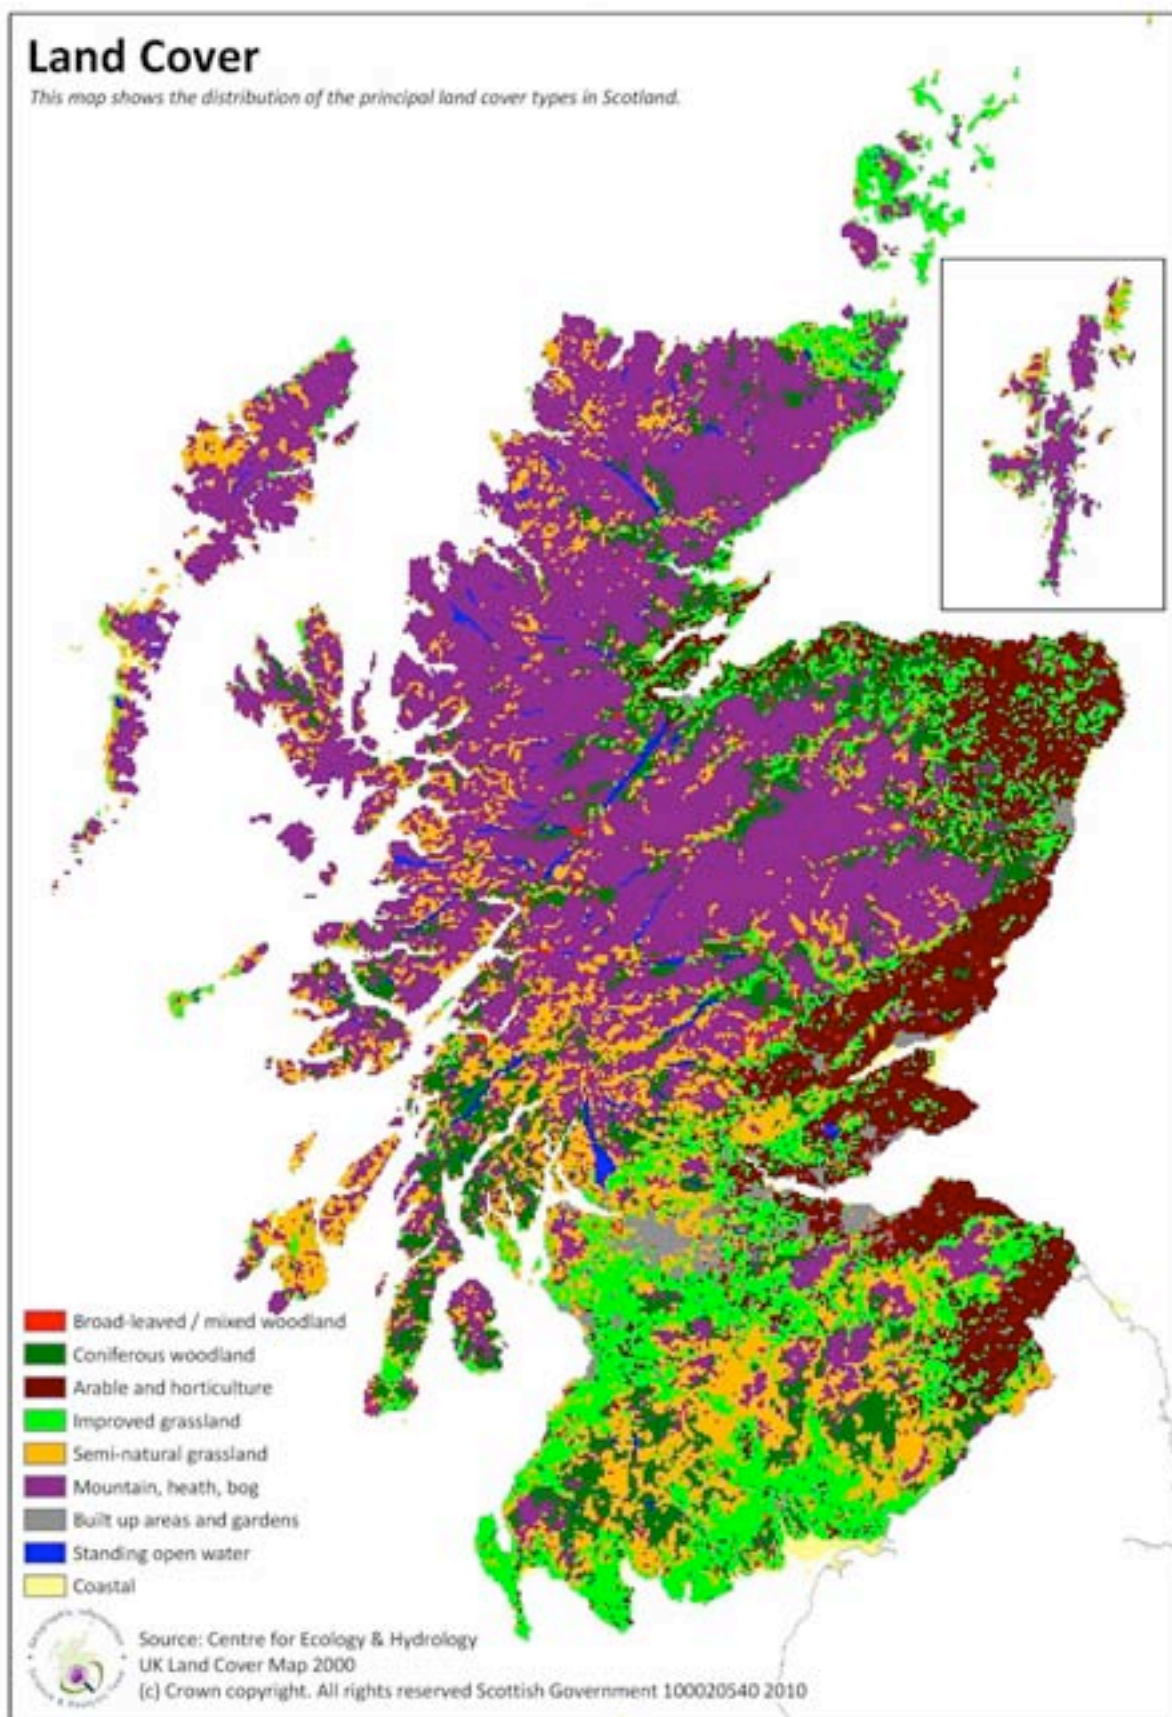 Land Cover
This map shows the distribution of the principal land cover types in Scotland.
Broad-leaved / mixed woodland
Coniferous woodland
Arable and horticulture
Improved grassland
Semi-natural grassland
Mountain, heath, bog
Built up areas and gardens
Standing open water
Coastal
Source: Centre for Ecology & Hydrology
UK Land Cover Map 2000
(c) Crown copyright. All rights reserved Scottish Government 100020540 2010